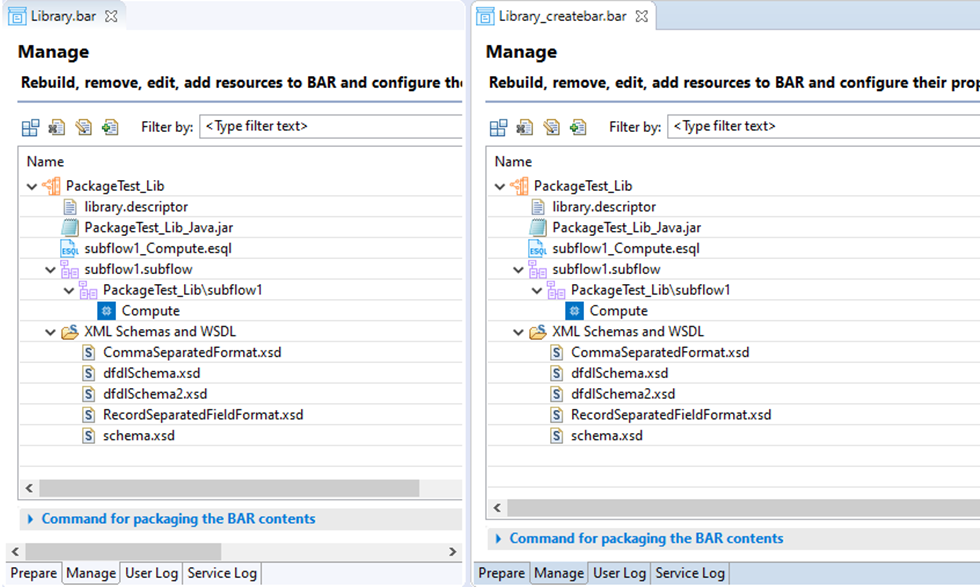 Library.bar
Manage
Rebuild, remove, edit, add resources to BAR and configure the
Filter by: <Type filter text>
Name
PackageTest_Lib
library.descriptor
PackageTest_Lib_Java.jar
ESQL subflow1_Compute.esql
subflow1.subflow
PackageTest_Lib\subflow1
Compute
XML Schemas and WSDL
S CommaSeparatedFormat.xsd
S dfdlSchema.xsd
S dfdlSchema2.xsd
S RecordSeparatedFieldFormat.xsd
S schema.xsd
Command for packaging the BAR contents
Prepare Manage User Log Service Log
Library_createbar.bar
Manage
Rebuild, remove, edit, add resources to BAR and configure their prop
Filter by: <Type filter text>
Name
PackageTest_Lib
library.descriptor
PackageTest_Lib_Java.jar
ESQL subflow1_Compute.esql
subflow1.subflow
PackageTest_Lib\subflow1
Compute
XML Schemas and WSDL
S CommaSeparatedFormat.xsd
S dfdlSchema.xsd
S dfdlSchema2.xsd
S RecordSeparatedFieldFormat.xsd
S schema.xsd
Command for packaging the BAR contents
Prepare Manage User Log Service Log